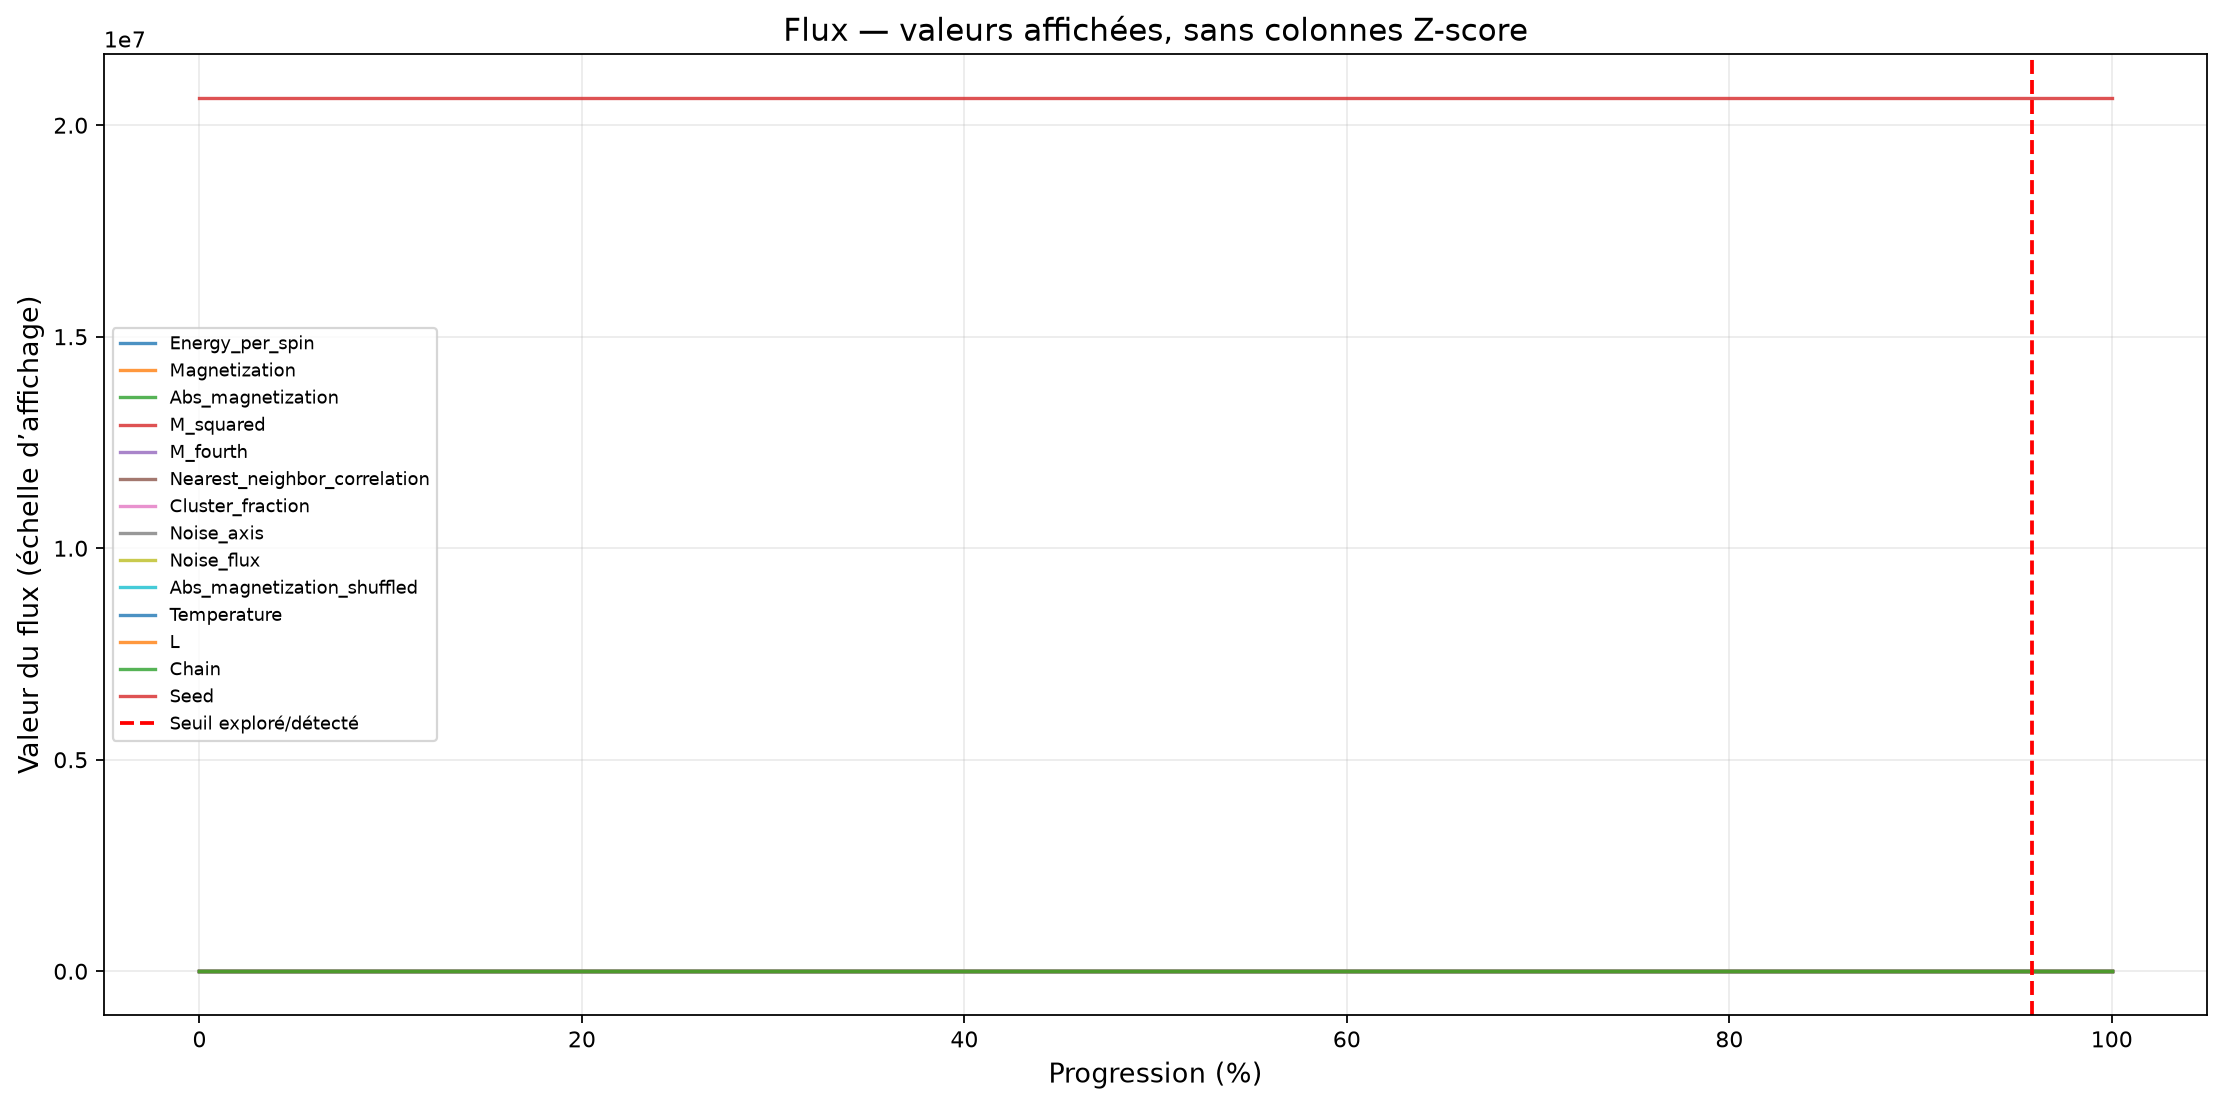 Flux — valeurs affichées, sans colonnes Z-score
1e7
2.0
1.5
1.0
0.5
0.0
Valeur du flux (échelle d’affichage)
Energy_per_spin
Magnetization
Abs_magnetization
M_squared
M_fourth
Nearest_neighbor_correlation
Cluster_fraction
Noise_axis
Noise_flux
Abs_magnetization_shuffled
Temperature
L
Chain
Seed
Seuil exploré/détecté
0 20 40 60 80 100
Progression (%)